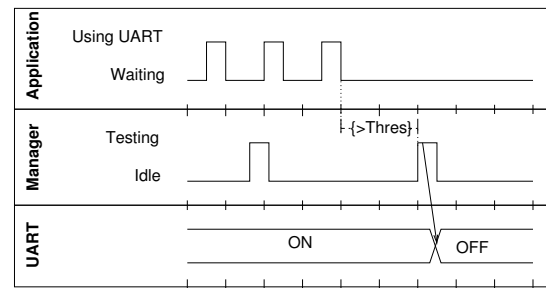 Application
Using UART
Waiting
{>Thres}
Manager
Testing
Idle
UART
ON
OFF